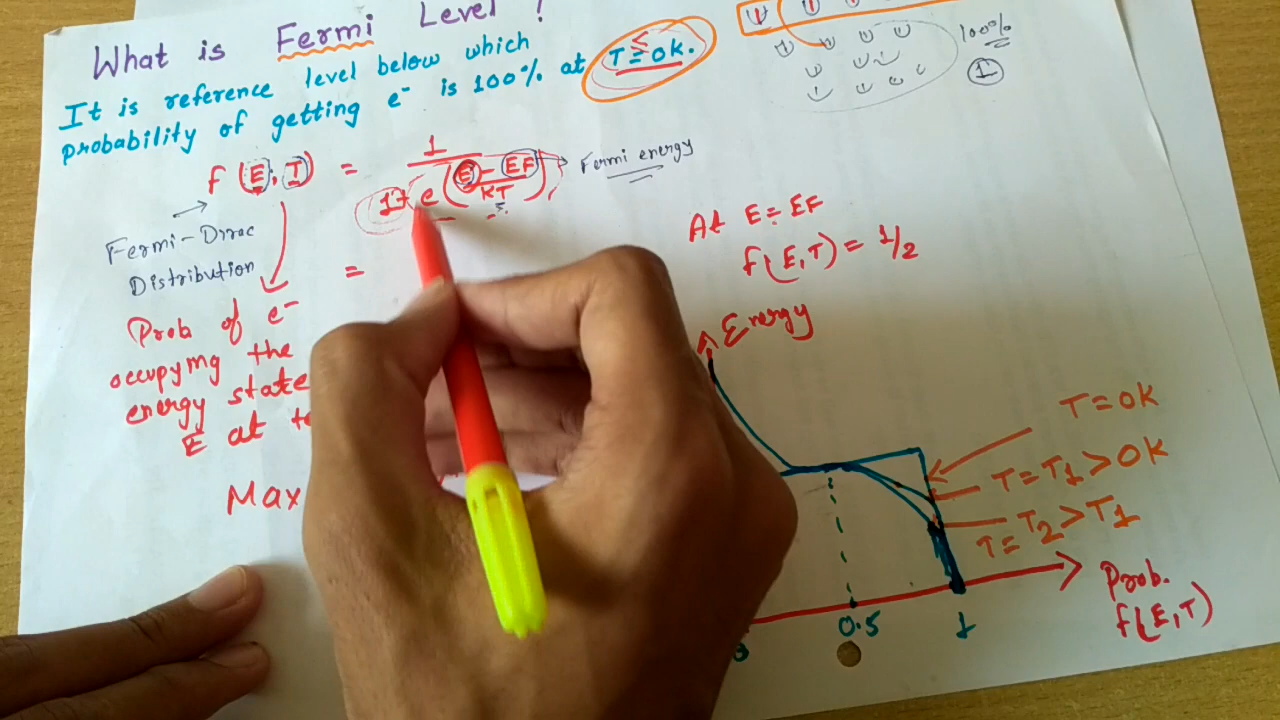 What is Fermi Level ?
It is reference level below which
probability of getting e⁻ is 100% at T = 0K.
100%
1
f (E, T) = 1 / 1 + e^((E - EF)/KT)
Fermi energy
Fermi-Dirac
Distribution
=
Prob of e⁻
occupying the
energy state
E at te
Max
At E = EF
f(E, T) = 1/2
Energy
T = 0K
T = T1 > 0K
T = T2 > T1
0.5
1
Prob.
f(E, T)